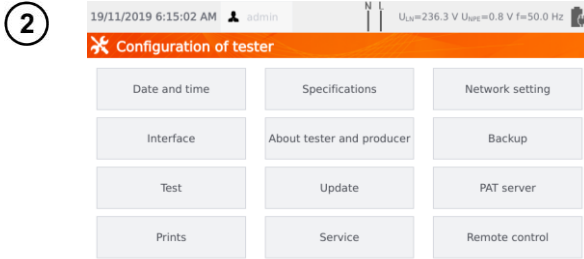 2
19/11/2019 6:15:02 AM admin N L U_LN=236.3 V U_NPE=0.8 V f=50.0 Hz
Configuration of tester
Date and time Specifications Network setting
Interface About tester and producer Backup
Test Update PAT server
Prints Service Remote control